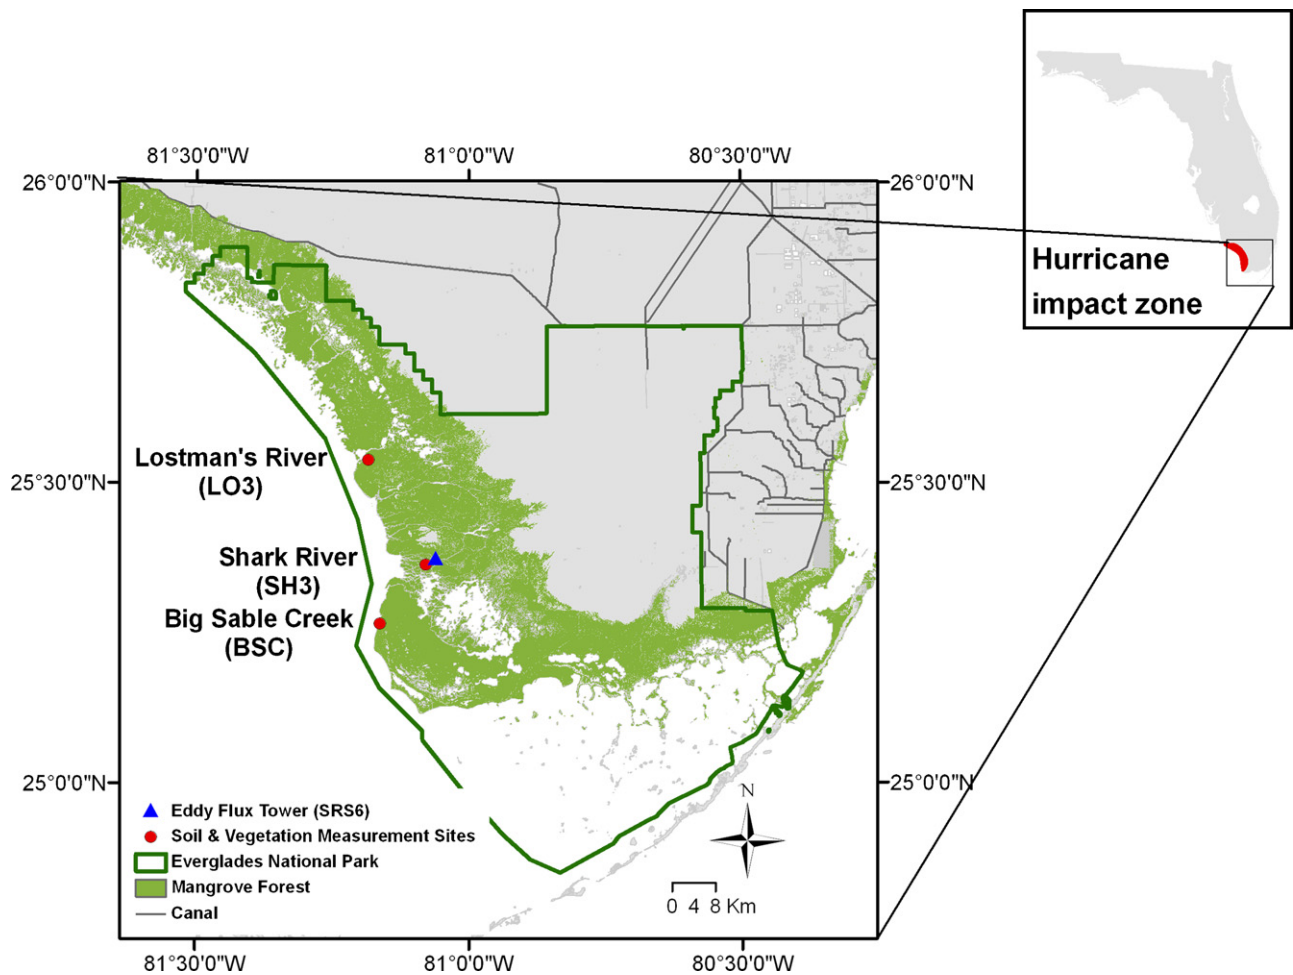 81°30'0"W
81°0'0"W
80°30'0"W
26°0'0"N
26°0'0"N
Hurricane
impact zone
Lostman's River
(LO3)
25°30'0"N
25°30'0"N
Shark River
(SH3)
Big Sable Creek
(BSC)
25°0'0"N
25°0'0"N
N
Eddy Flux Tower (SRS6)
Soil & Vegetation Measurement Sites
Everglades National Park
Mangrove Forest
Canal
0 4 8 Km
81°30'0"W
81°0'0"W
80°30'0"W